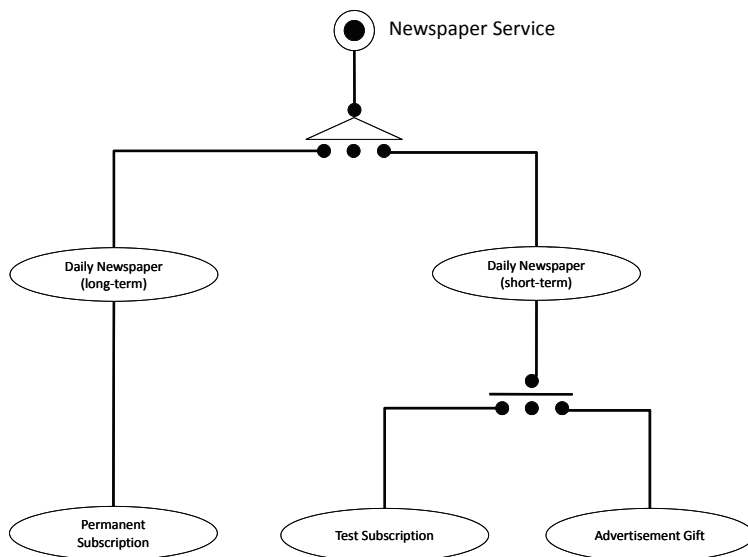 Newspaper Service
Daily Newspaper
(long-term)
Daily Newspaper
(short-term)
Permanent
Subscription
Test Subscription
Advertisement Gift